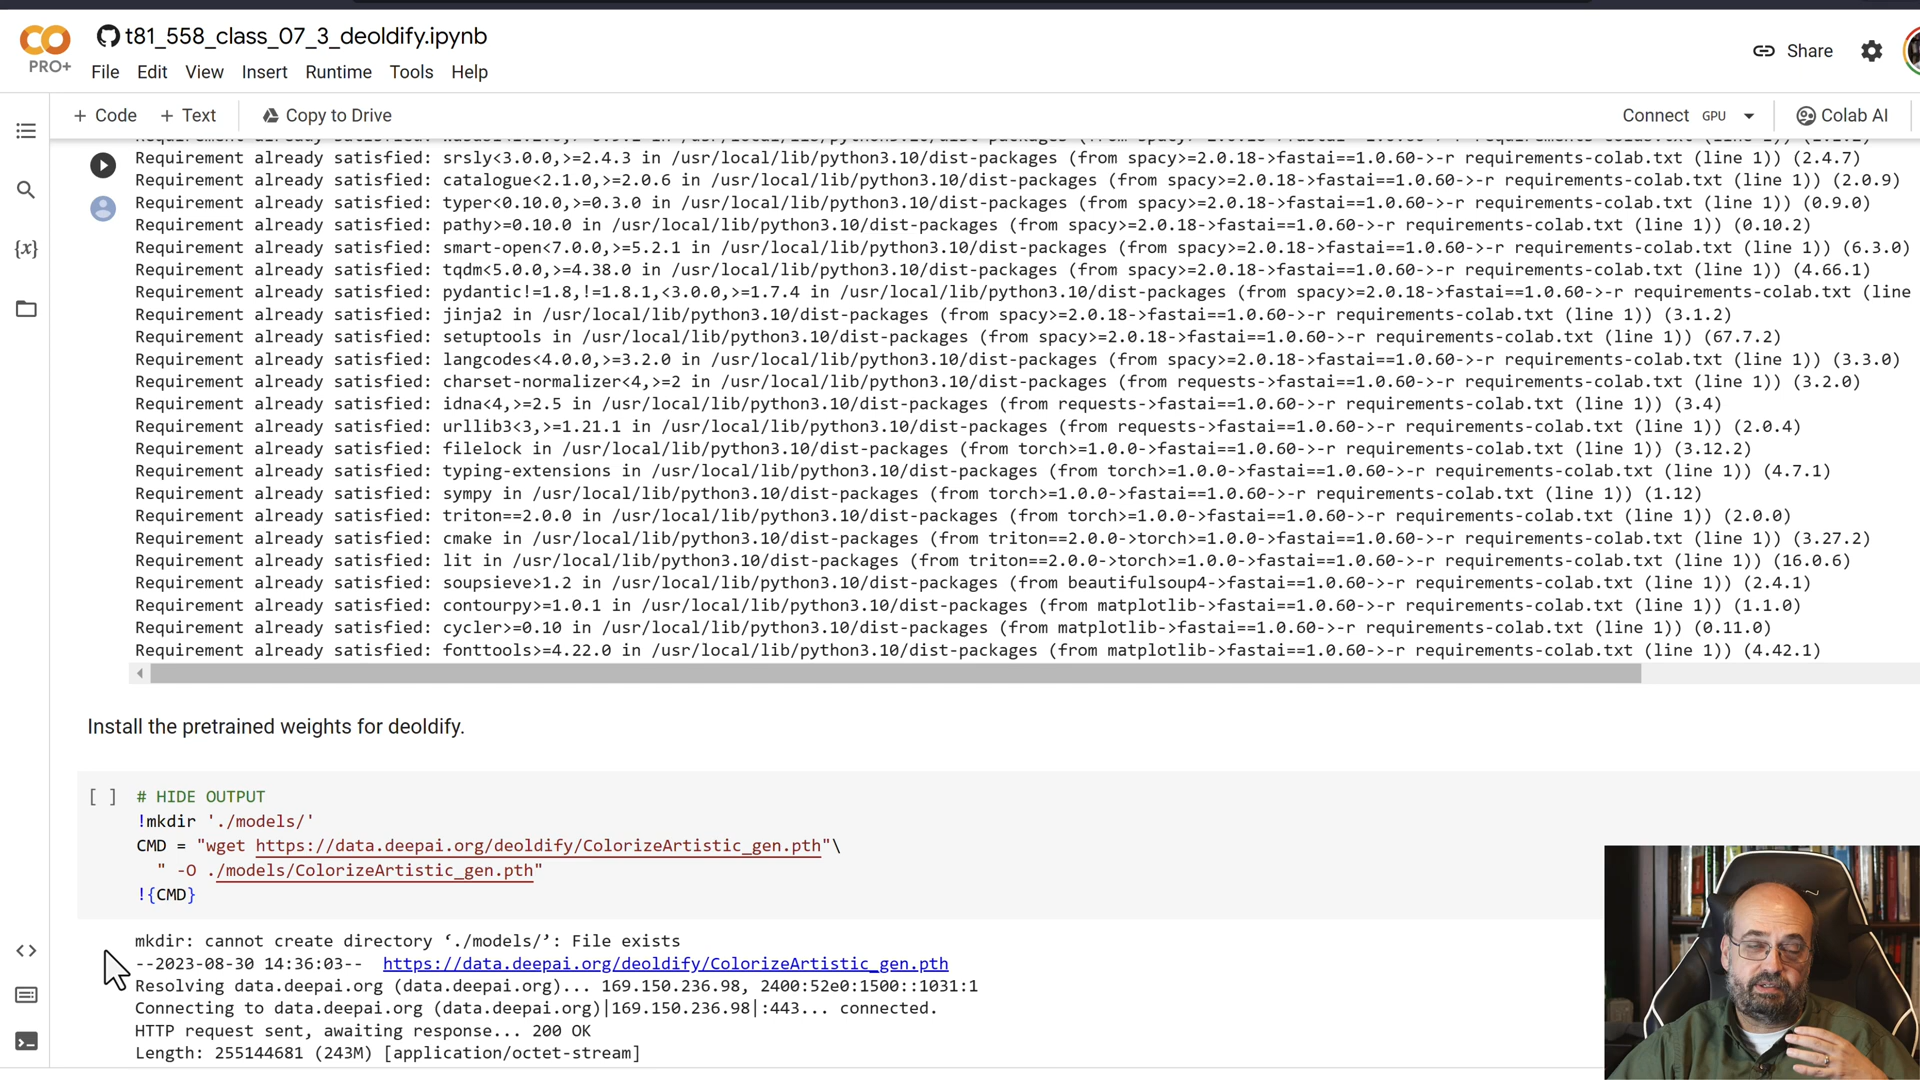 t81_558_class_07_3_deoldify.ipynb
PRO+
File Edit View Insert Runtime Tools Help
Share
+ Code + Text Copy to Drive
Connect GPU Colab AI
Requirement already satisfied: srsly<3.0.0,>=2.4.3 in /usr/local/lib/python3.10/dist-packages (from spacy>=2.0.18->fastai==1.0.60->-r requirements-colab.txt (line 1)) (2.4.7)
Requirement already satisfied: catalogue<2.1.0,>=2.0.6 in /usr/local/lib/python3.10/dist-packages (from spacy>=2.0.18->fastai==1.0.60->-r requirements-colab.txt (line 1)) (2.0.9)
Requirement already satisfied: typer<0.10.0,>=0.3.0 in /usr/local/lib/python3.10/dist-packages (from spacy>=2.0.18->fastai==1.0.60->-r requirements-colab.txt (line 1)) (0.9.0)
Requirement already satisfied: pathy>=0.10.0 in /usr/local/lib/python3.10/dist-packages (from spacy>=2.0.18->fastai==1.0.60->-r requirements-colab.txt (line 1)) (0.10.2)
Requirement already satisfied: smart-open<7.0.0,>=5.2.1 in /usr/local/lib/python3.10/dist-packages (from spacy>=2.0.18->fastai==1.0.60->-r requirements-colab.txt (line 1)) (6.3.0)
Requirement already satisfied: tqdm<5.0.0,>=4.38.0 in /usr/local/lib/python3.10/dist-packages (from spacy>=2.0.18->fastai==1.0.60->-r requirements-colab.txt (line 1)) (4.66.1)
Requirement already satisfied: pydantic!=1.8,!=1.8.1,<3.0.0,>=1.7.4 in /usr/local/lib/python3.10/dist-packages (from spacy>=2.0.18->fastai==1.0.60->-r requirements-colab.txt (line
Requirement already satisfied: jinja2 in /usr/local/lib/python3.10/dist-packages (from spacy>=2.0.18->fastai==1.0.60->-r requirements-colab.txt (line 1)) (3.1.2)
Requirement already satisfied: setuptools in /usr/local/lib/python3.10/dist-packages (from spacy>=2.0.18->fastai==1.0.60->-r requirements-colab.txt (line 1)) (67.7.2)
Requirement already satisfied: langcodes<4.0.0,>=3.2.0 in /usr/local/lib/python3.10/dist-packages (from spacy>=2.0.18->fastai==1.0.60->-r requirements-colab.txt (line 1)) (3.3.0)
Requirement already satisfied: charset-normalizer<4,>=2 in /usr/local/lib/python3.10/dist-packages (from requests->fastai==1.0.60->-r requirements-colab.txt (line 1)) (3.2.0)
Requirement already satisfied: idna<4,>=2.5 in /usr/local/lib/python3.10/dist-packages (from requests->fastai==1.0.60->-r requirements-colab.txt (line 1)) (3.4)
Requirement already satisfied: urllib3<3,>=1.21.1 in /usr/local/lib/python3.10/dist-packages (from requests->fastai==1.0.60->-r requirements-colab.txt (line 1)) (2.0.4)
Requirement already satisfied: filelock in /usr/local/lib/python3.10/dist-packages (from torch>=1.0.0->fastai==1.0.60->-r requirements-colab.txt (line 1)) (3.12.2)
Requirement already satisfied: typing-extensions in /usr/local/lib/python3.10/dist-packages (from torch>=1.0.0->fastai==1.0.60->-r requirements-colab.txt (line 1)) (4.7.1)
Requirement already satisfied: sympy in /usr/local/lib/python3.10/dist-packages (from torch>=1.0.0->fastai==1.0.60->-r requirements-colab.txt (line 1)) (1.12)
Requirement already satisfied: triton==2.0.0 in /usr/local/lib/python3.10/dist-packages (from torch>=1.0.0->fastai==1.0.60->-r requirements-colab.txt (line 1)) (2.0.0)
Requirement already satisfied: cmake in /usr/local/lib/python3.10/dist-packages (from triton==2.0.0->torch>=1.0.0->fastai==1.0.60->-r requirements-colab.txt (line 1)) (3.27.2)
Requirement already satisfied: lit in /usr/local/lib/python3.10/dist-packages (from triton==2.0.0->torch>=1.0.0->fastai==1.0.60->-r requirements-colab.txt (line 1)) (16.0.6)
Requirement already satisfied: soupsieve>1.2 in /usr/local/lib/python3.10/dist-packages (from beautifulsoup4->fastai==1.0.60->-r requirements-colab.txt (line 1)) (2.4.1)
Requirement already satisfied: contourpy>=1.0.1 in /usr/local/lib/python3.10/dist-packages (from matplotlib->fastai==1.0.60->-r requirements-colab.txt (line 1)) (1.1.0)
Requirement already satisfied: cycler>=0.10 in /usr/local/lib/python3.10/dist-packages (from matplotlib->fastai==1.0.60->-r requirements-colab.txt (line 1)) (0.11.0)
Requirement already satisfied: fonttools>=4.22.0 in /usr/local/lib/python3.10/dist-packages (from matplotlib->fastai==1.0.60->-r requirements-colab.txt (line 1)) (4.42.1)
Install the pretrained weights for deoldify.
[ ] # HIDE OUTPUT
!mkdir './models/'
CMD = "wget https://data.deepai.org/deoldify/ColorizeArtistic_gen.pth"\
" -O ./models/ColorizeArtistic_gen.pth"
!{CMD}
mkdir: cannot create directory ‘./models/’: File exists
--2023-08-30 14:36:03-- https://data.deepai.org/deoldify/ColorizeArtistic_gen.pth
Resolving data.deepai.org (data.deepai.org)... 169.150.236.98, 2400:52e0:1500::1031:1
Connecting to data.deepai.org (data.deepai.org)|169.150.236.98|:443... connected.
HTTP request sent, awaiting response... 200 OK
Length: 255144681 (243M) [application/octet-stream]